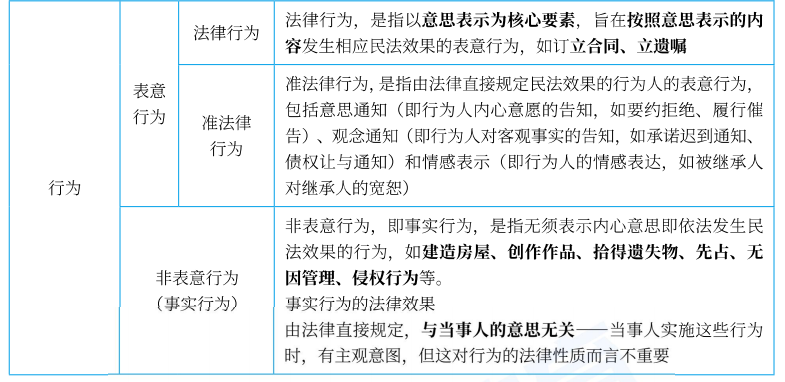 行为
表意
行为
法律行为
法律行为，是指以意思表示为核心要素，旨在按照意思表示的内
容发生相应民法效果的表意行为，如订立合同、立遗嘱
准法律
行为
准法律行为，是指由法律直接规定民法效果的行为人的表意行为，
包括意思通知（即行为人内心意愿的告知，如要约拒绝、履行催
告）、观念通知（即行为人对客观事实的告知，如承诺迟到通知、
债权让与通知）和情感表示（即行为人的情感表达，如被继承人
对继承人的宽恕）
非表意行为
（事实行为）
非表意行为，即事实行为，是指无须表示内心意思即依法发生民
法效果的行为，如建造房屋、创作作品、拾得遗失物、先占、无
因管理、侵权行为等。
事实行为的法律效果
由法律直接规定，与当事人的意思无关——当事人实施这些行为
时，有主观意图，但这对行为的法律性质而言不重要